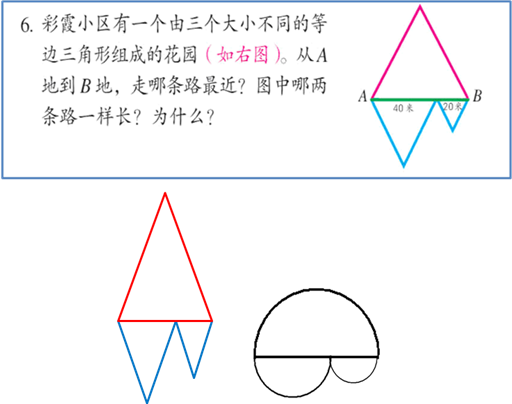 6. 彩霞小区有一个由三个大小不同的等
边三角形组成的花园(如右图)。从A
地到B地，走哪条路最近？图中哪两
条路一样长？为什么？
A
B
40米
20米